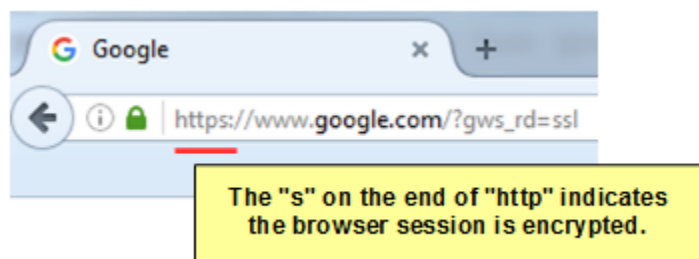 Google
https://www.google.com/?gws_rd=ssl
The "s" on the end of "http" indicates
the browser session is encrypted.